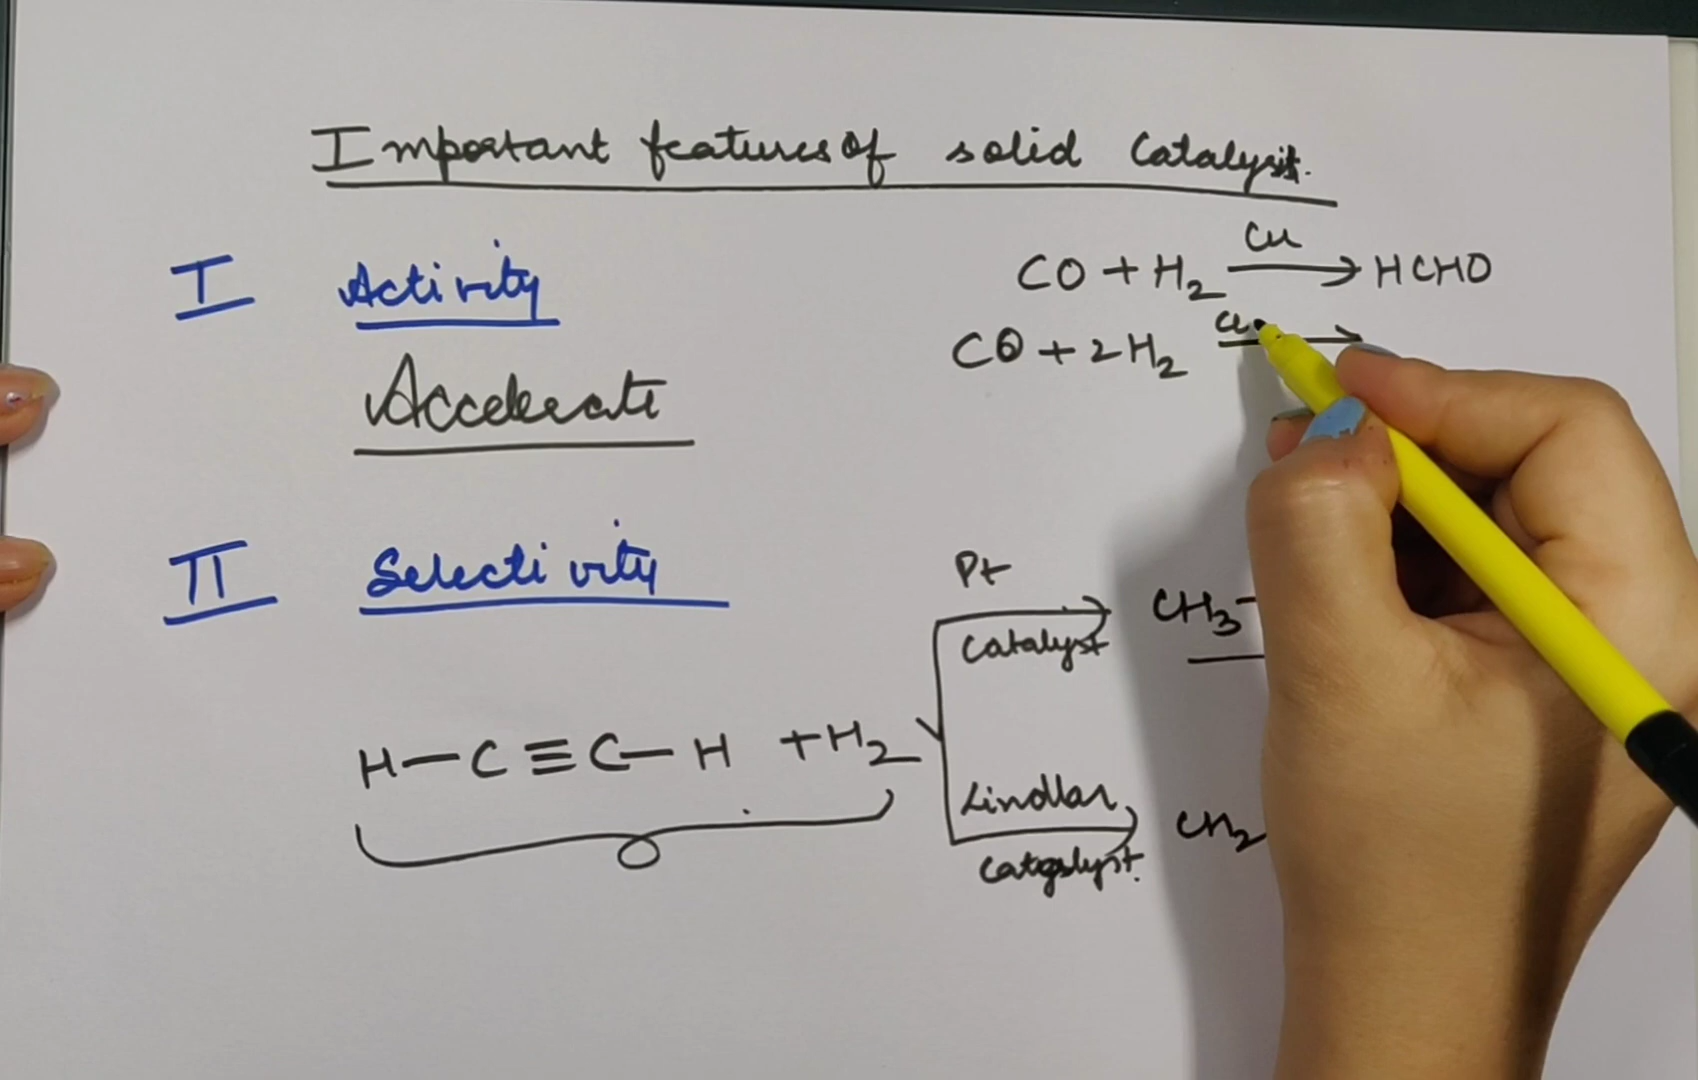 Important features of solid Catalysit.
I Activity
Accelerate
CO + H2 Cu → HCHO
CO + 2H2 Cu →
II Selectivity
H—C≡C—H + H2
Pt
Catalyst
CH3-
Lindlar
Catalyst.
CH2